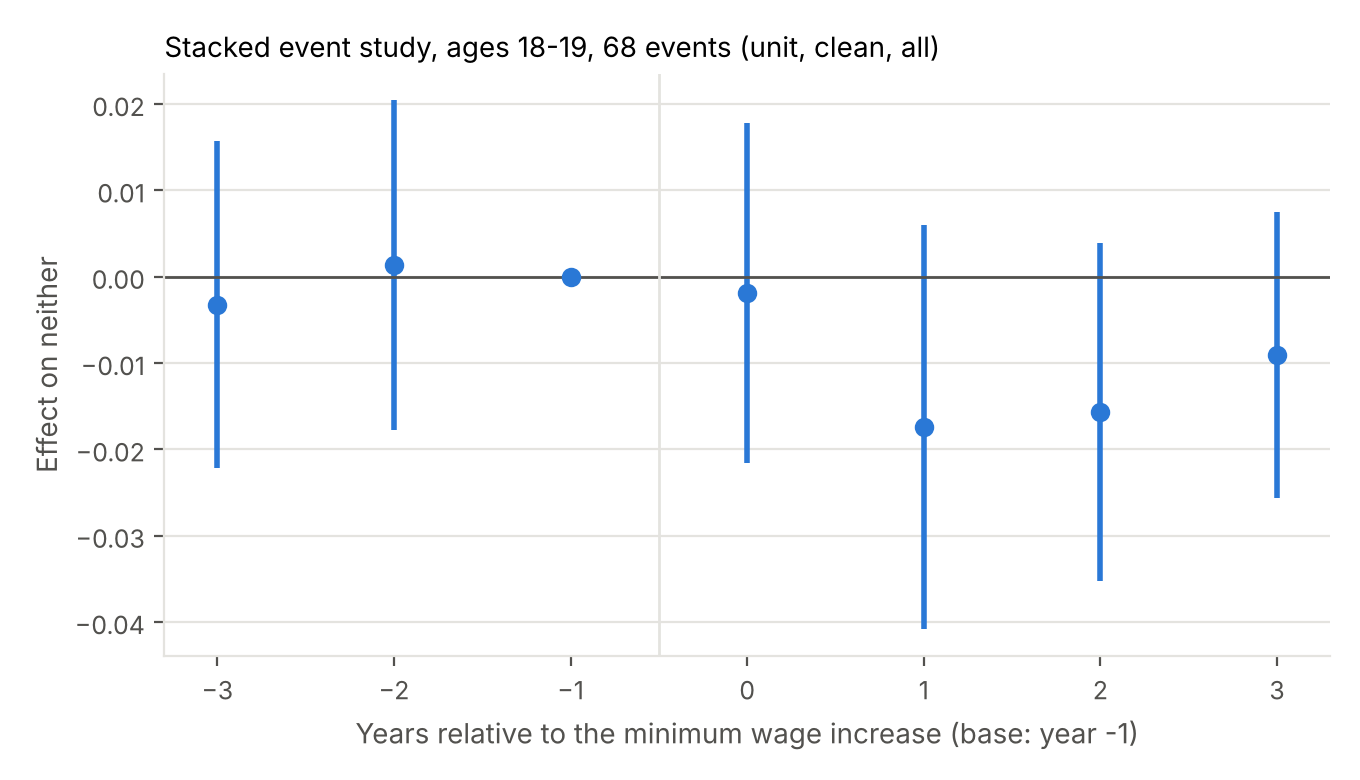 Stacked event study, ages 18-19, 68 events (unit, clean, all)
Effect on neither
0.02
0.01
0.00
−0.01
−0.02
−0.03
−0.04
−3 −2 −1 0 1 2 3
Years relative to the minimum wage increase (base: year -1)